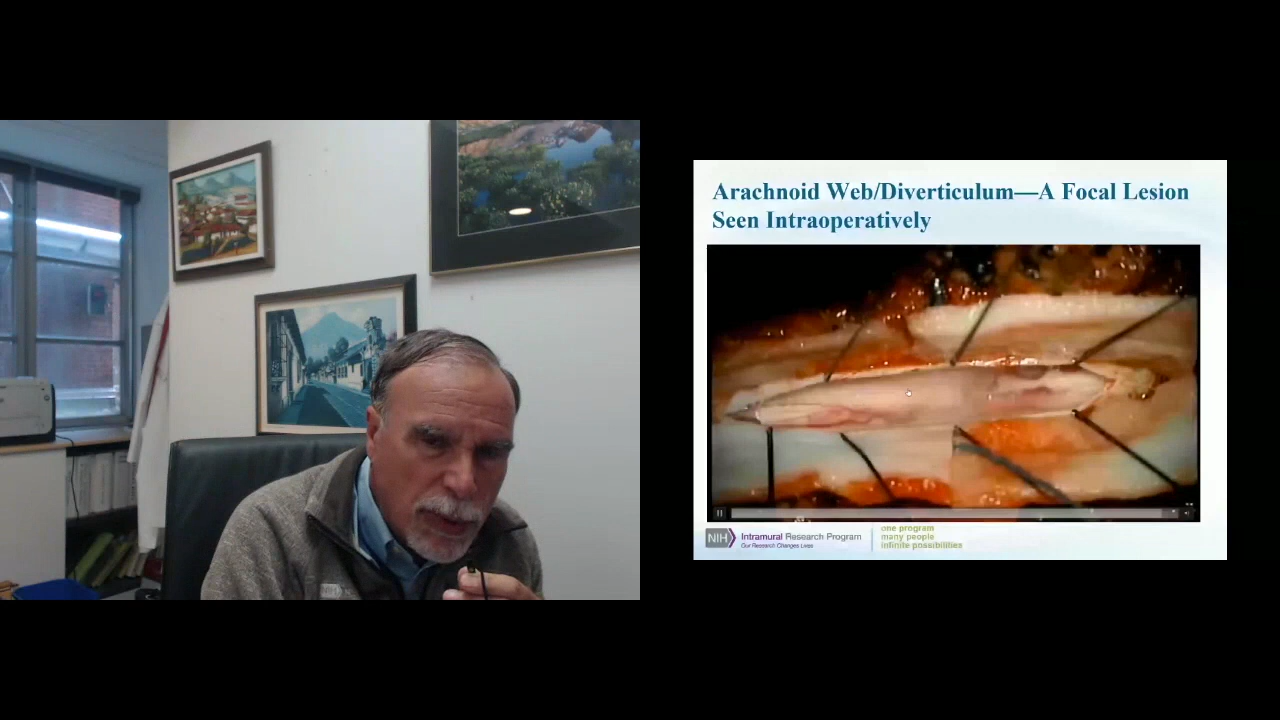 Arachnoid Web/Diverticulum—A Focal Lesion
Seen Intraoperatively
NIH
Intramural Research Program
Our Research Changes Lives
one program
many people
infinite possibilities